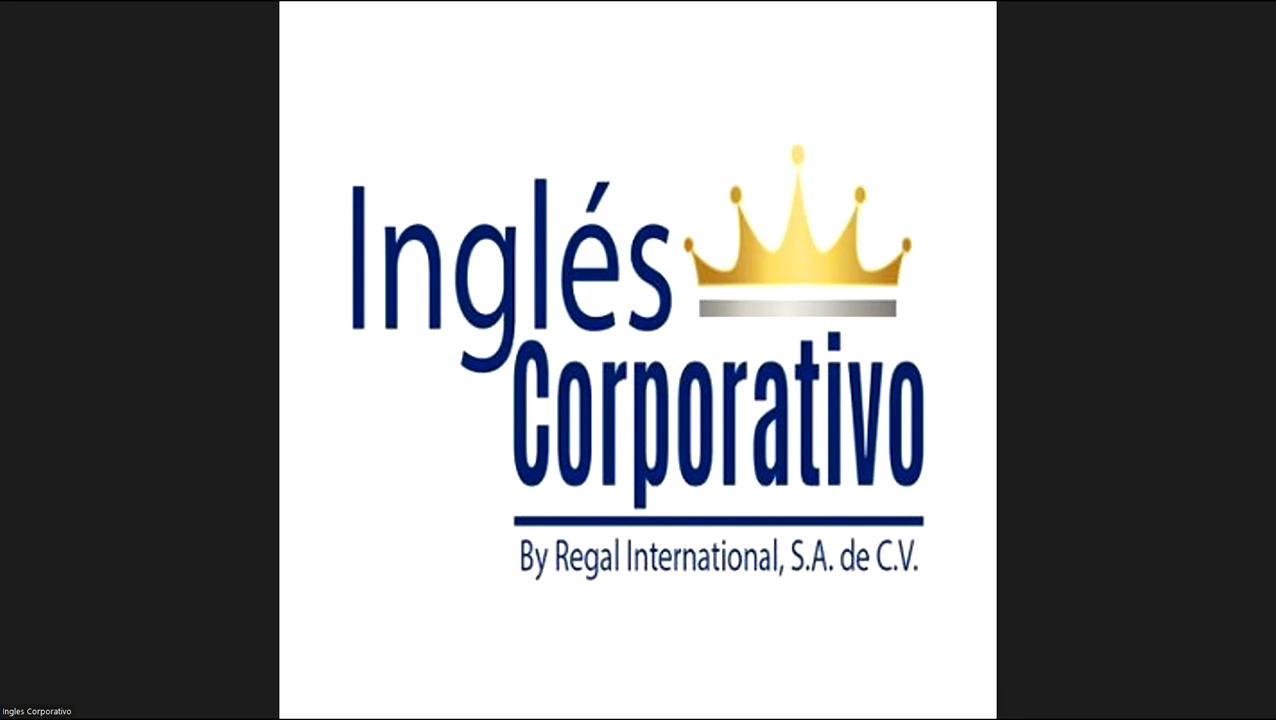 Inglés
Corporativo
By Regal International, S.A. de C.V.
Ingles Corporativo